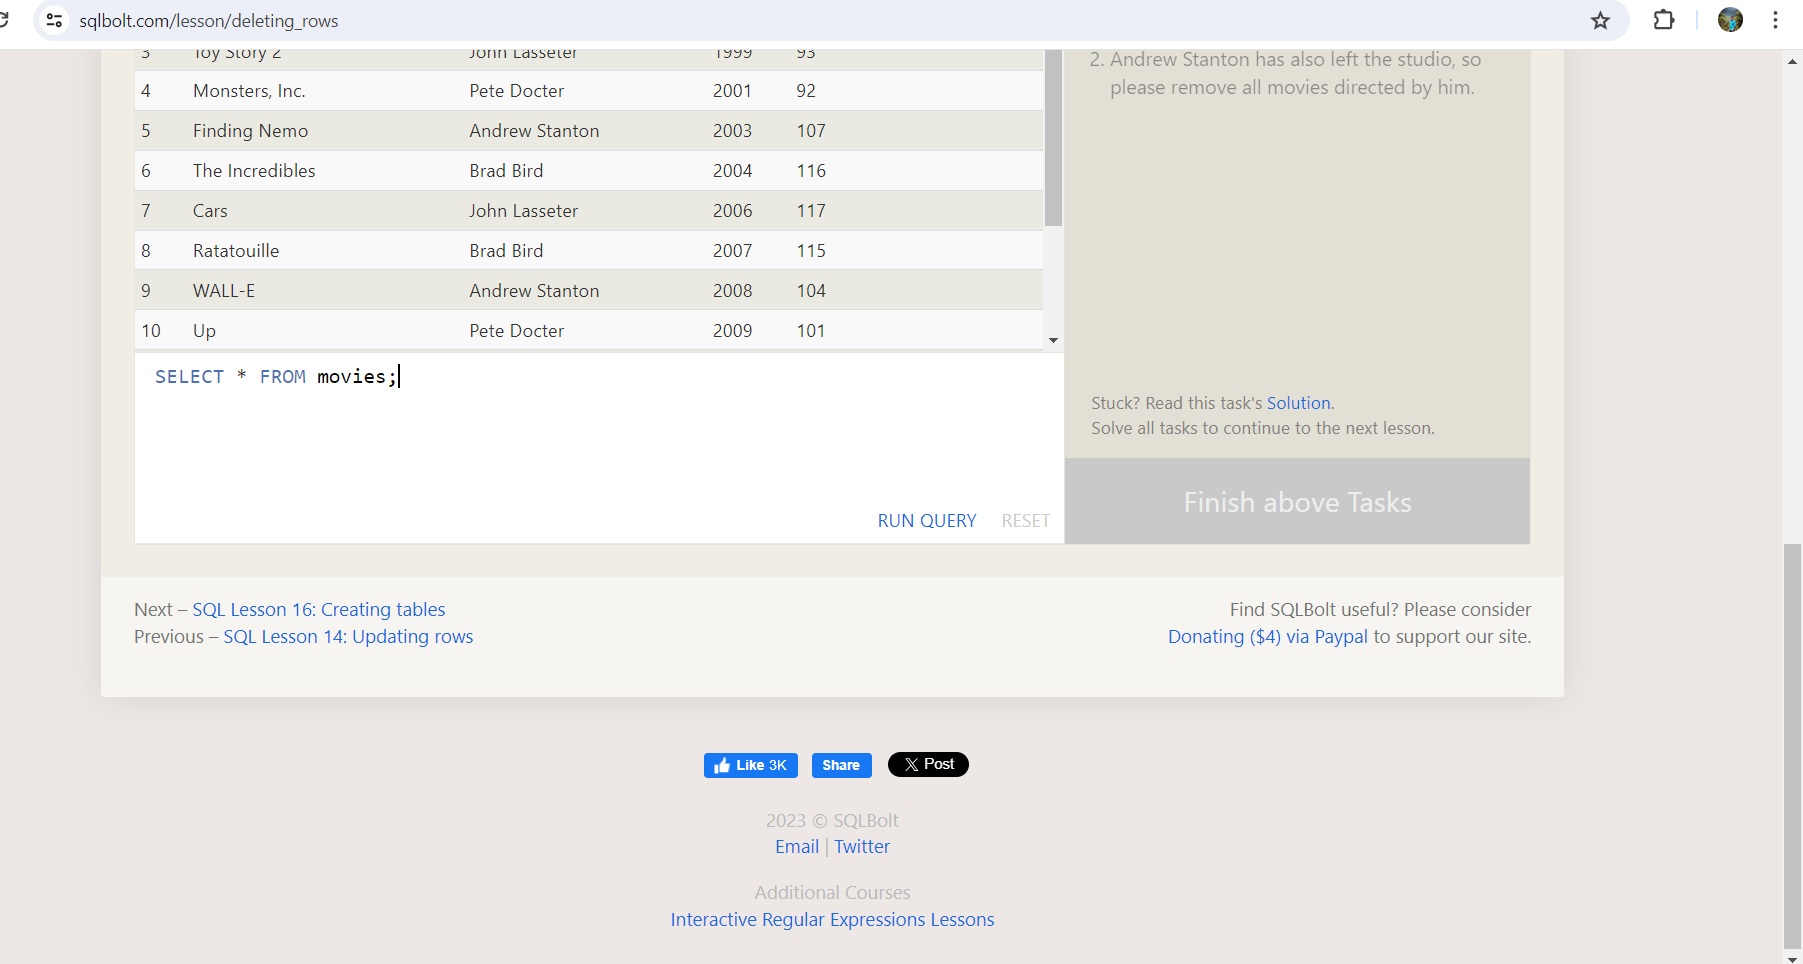 sqlbolt.com/lesson/deleting_rows
3 Toy Story 2 John Lasseter 1999 93
4 Monsters, Inc. Pete Docter 2001 92
5 Finding Nemo Andrew Stanton 2003 107
6 The Incredibles Brad Bird 2004 116
7 Cars John Lasseter 2006 117
8 Ratatouille Brad Bird 2007 115
9 WALL-E Andrew Stanton 2008 104
10 Up Pete Docter 2009 101
SELECT * FROM movies;
RUN QUERY RESET
2. Andrew Stanton has also left the studio, so
please remove all movies directed by him.
Stuck? Read this task's Solution.
Solve all tasks to continue to the next lesson.
Finish above Tasks
Next – SQL Lesson 16: Creating tables
Previous – SQL Lesson 14: Updating rows
Find SQLBolt useful? Please consider
Donating ($4) via Paypal to support our site.
Like 3K Share X Post
2023 © SQLBolt
Email | Twitter
Additional Courses
Interactive Regular Expressions Lessons